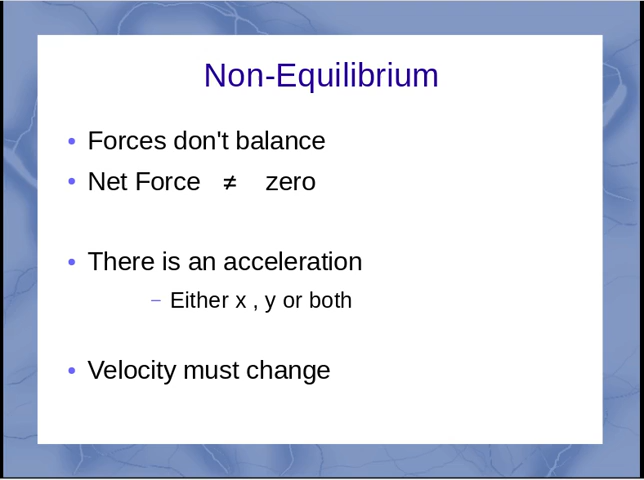 Non-Equilibrium
• Forces don't balance
• Net Force ≠ zero
• There is an acceleration
– Either x , y or both
• Velocity must change